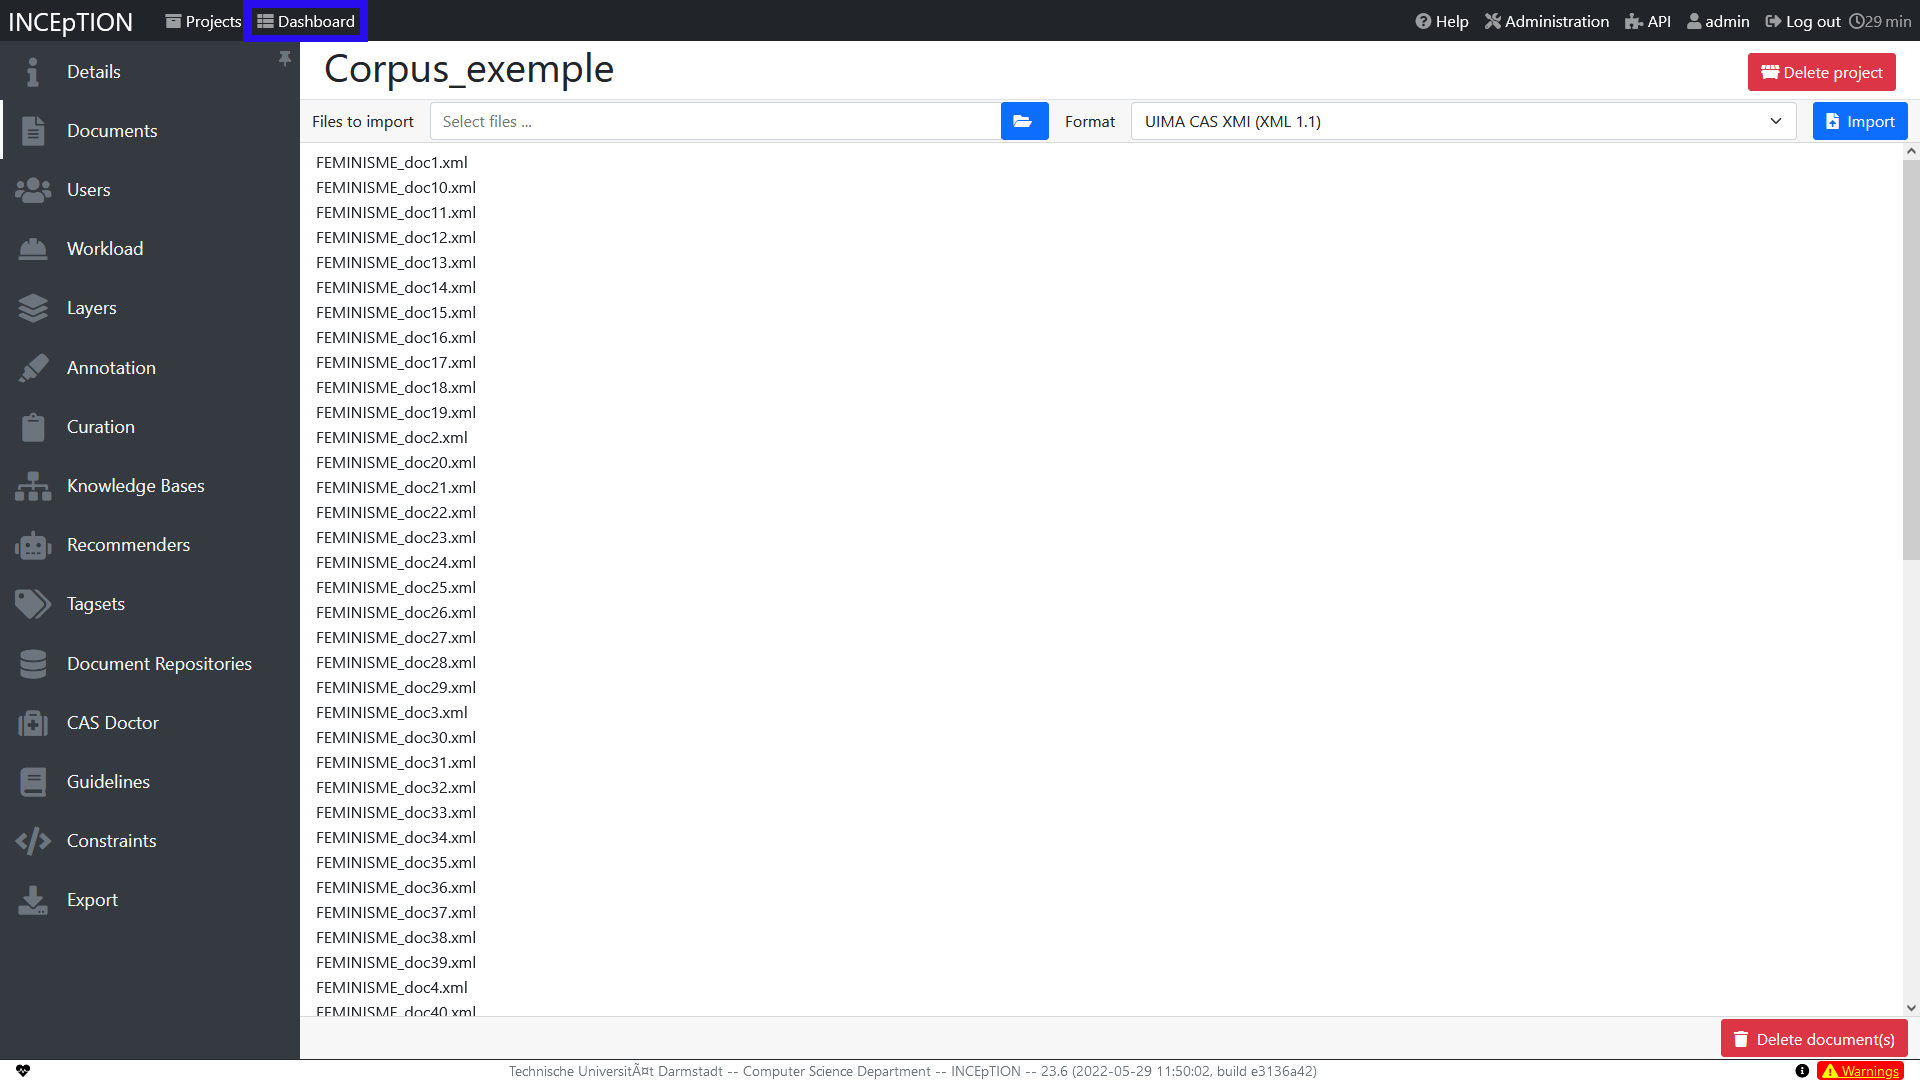 INCEpTION Projects Dashboard Help Administration API admin Log out 29 min
Details
Documents
Users
Workload
Layers
Annotation
Curation
Knowledge Bases
Recommenders
Tagsets
Document Repositories
CAS Doctor
Guidelines
Constraints
Export
Corpus_exemple
Delete project
Files to import Select files ... Format UIMA CAS XMI (XML 1.1) Import
FEMINISME_doc1.xml
FEMINISME_doc10.xml
FEMINISME_doc11.xml
FEMINISME_doc12.xml
FEMINISME_doc13.xml
FEMINISME_doc14.xml
FEMINISME_doc15.xml
FEMINISME_doc16.xml
FEMINISME_doc17.xml
FEMINISME_doc18.xml
FEMINISME_doc19.xml
FEMINISME_doc2.xml
FEMINISME_doc20.xml
FEMINISME_doc21.xml
FEMINISME_doc22.xml
FEMINISME_doc23.xml
FEMINISME_doc24.xml
FEMINISME_doc25.xml
FEMINISME_doc26.xml
FEMINISME_doc27.xml
FEMINISME_doc28.xml
FEMINISME_doc29.xml
FEMINISME_doc3.xml
FEMINISME_doc30.xml
FEMINISME_doc31.xml
FEMINISME_doc32.xml
FEMINISME_doc33.xml
FEMINISME_doc34.xml
FEMINISME_doc35.xml
FEMINISME_doc36.xml
FEMINISME_doc37.xml
FEMINISME_doc38.xml
FEMINISME_doc39.xml
FEMINISME_doc4.xml
FEMINISME_doc40.xml
Delete document(s)
Technische UniversitÃ¤t Darmstadt -- Computer Science Department -- INCEpTION -- 23.6 (2022-05-29 11:50:02, build e3136a42)
Warnings